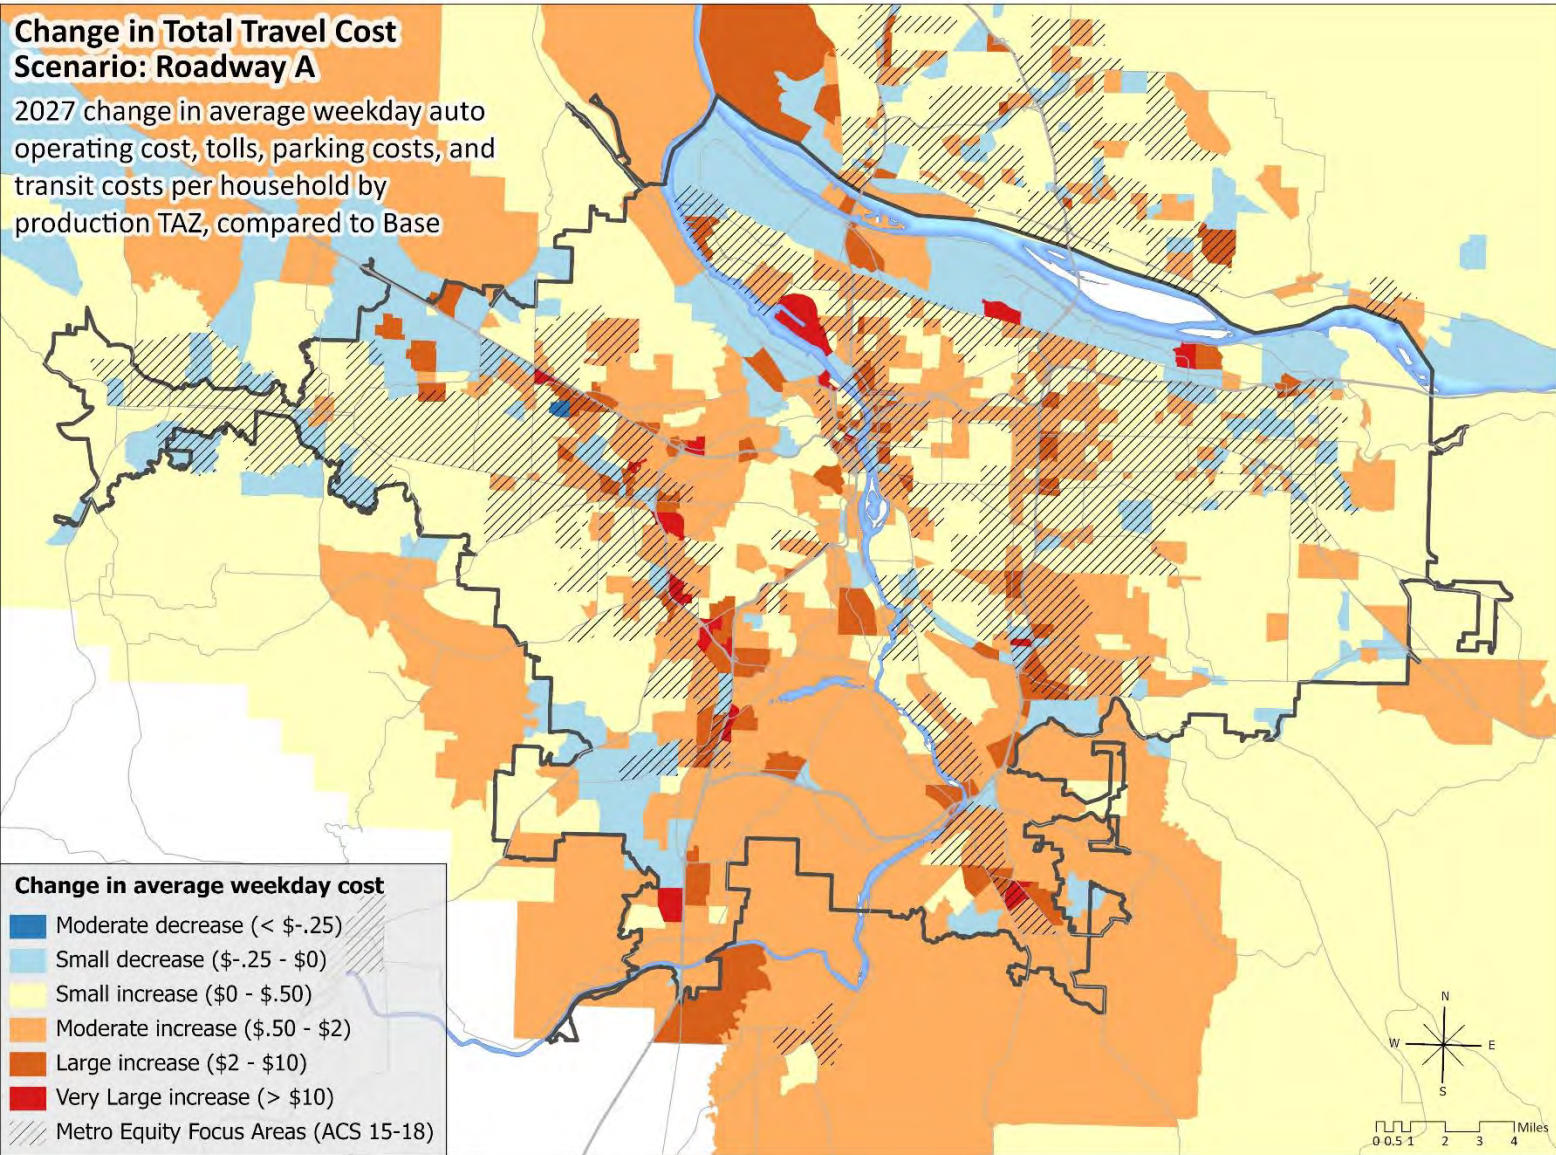 Change in Total Travel Cost
Scenario: Roadway A
2027 change in average weekday auto
operating cost, tolls, parking costs, and
transit costs per household by
production TAZ, compared to Base
Change in average weekday cost
Moderate decrease (< $-.25)
Small decrease ($-.25 - $0)
Small increase ($0 - $.50)
Moderate increase ($.50 - $2)
Large increase ($2 - $10)
Very Large increase (> $10)
Metro Equity Focus Areas (ACS 15-18)
N
W E
S
Miles
0 0.5 1 2 3 4